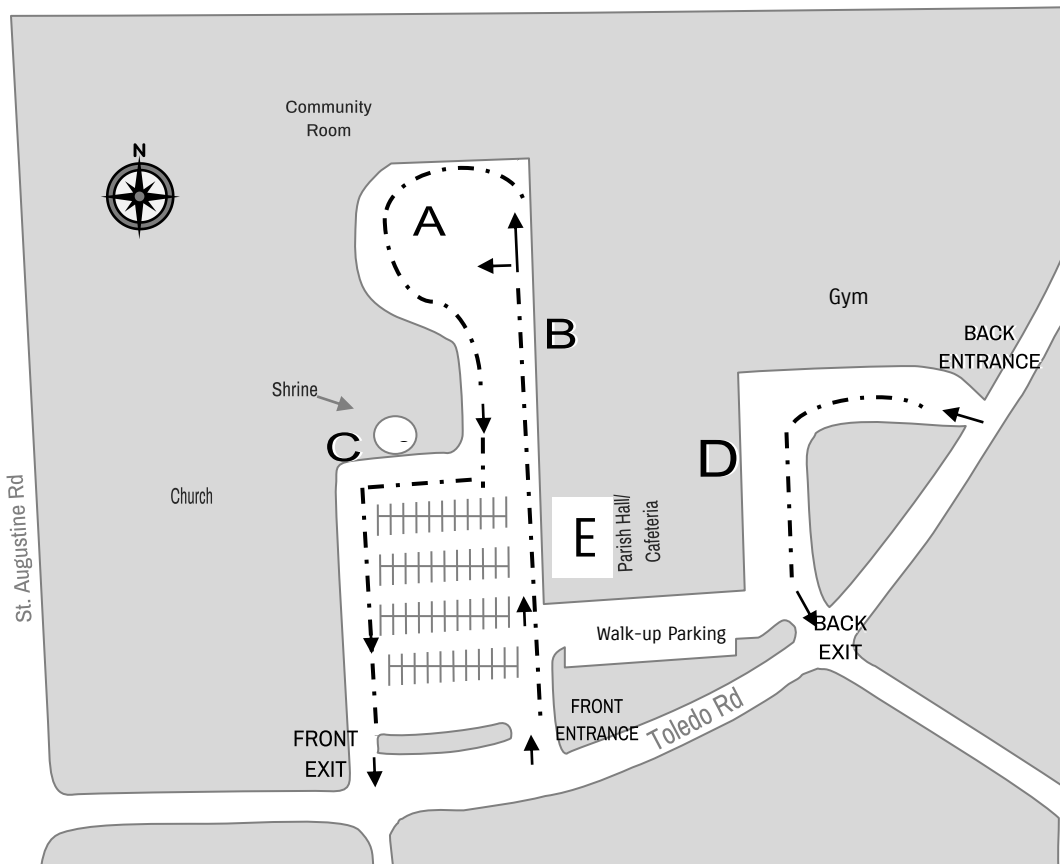 Community
Room
N
A
Gym
B
BACK
ENTRANCE
Shrine
C
D
Church
E
Parish Hall/
Cafeteria
St. Augustine Rd
Walk-up Parking
BACK
EXIT
FRONT
ENTRANCE
Toledo Rd
FRONT
EXIT